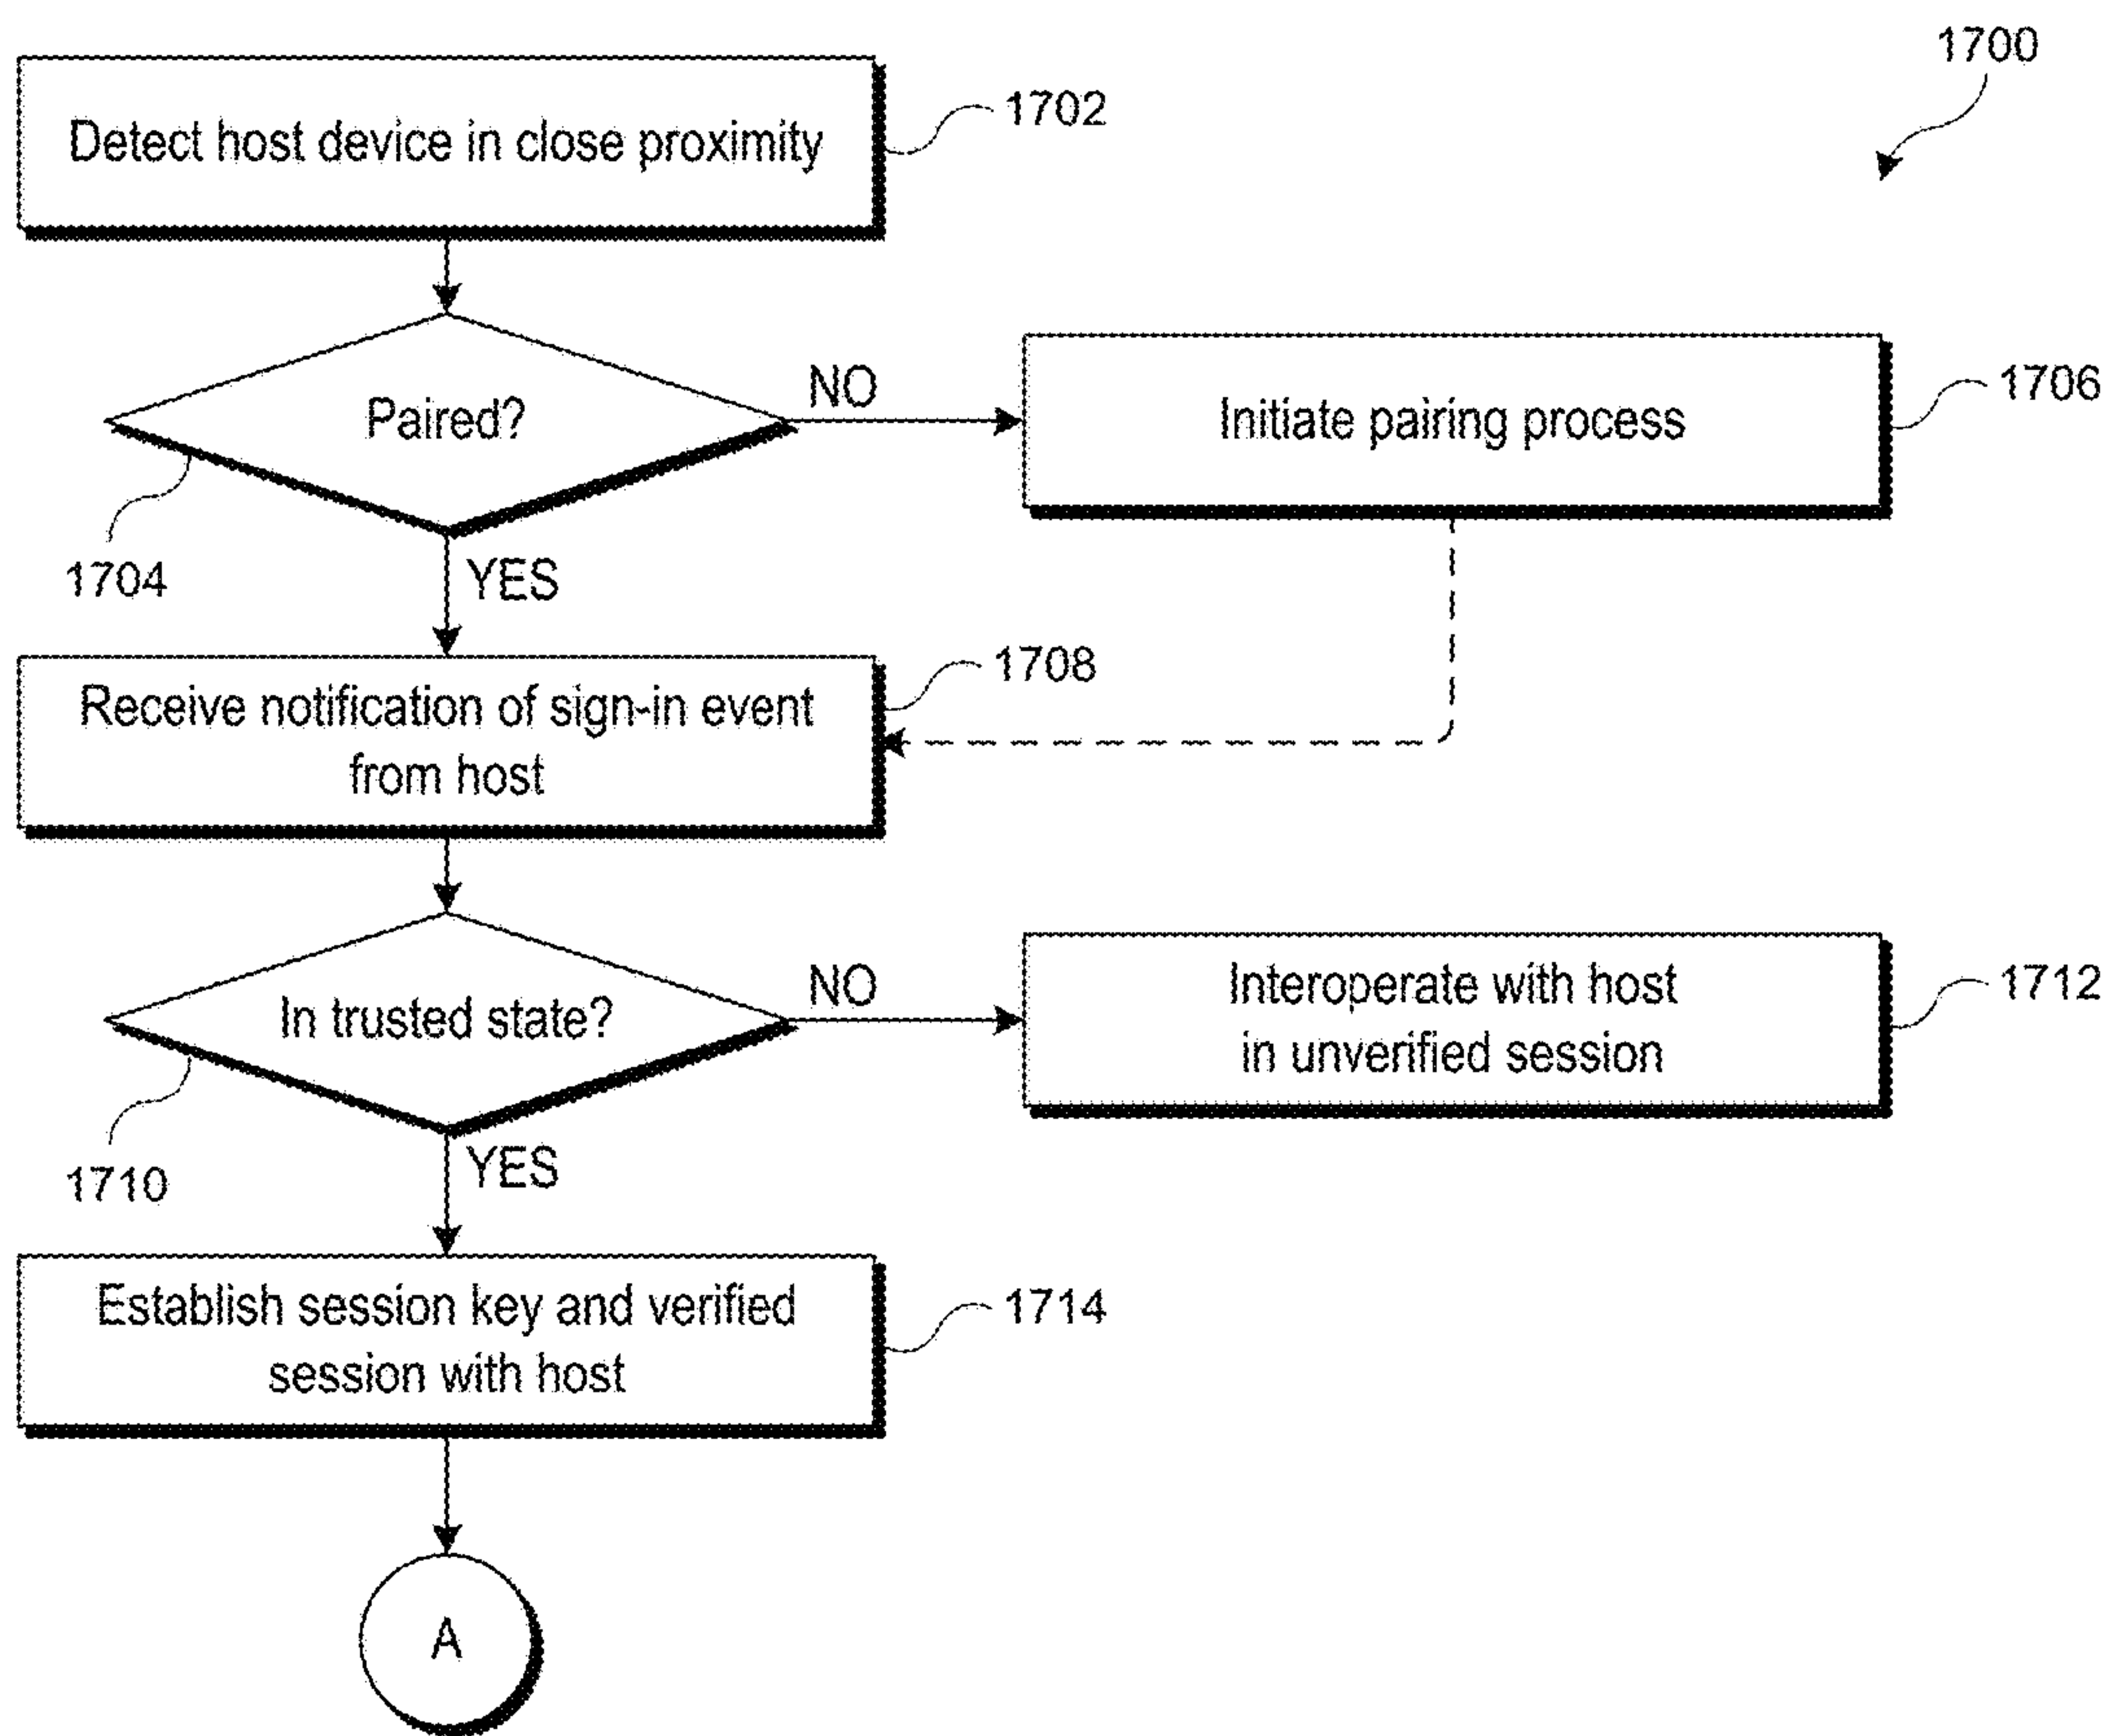 1700
Detect host device in close proximity
1702
Paired?
NO
Initiate pairing process
1706
1704
YES
Receive notification of sign-in event
from host
1708
In trusted state?
NO
Interoperate with host
in unverified session
1712
1710
YES
Establish session key and verified
session with host
1714
A